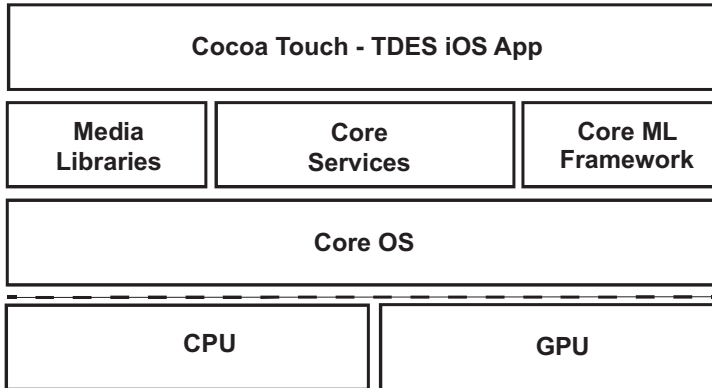 Cocoa Touch - TDES iOS App
Media
Libraries
Core
Services
Core ML
Framework
Core OS
CPU
GPU